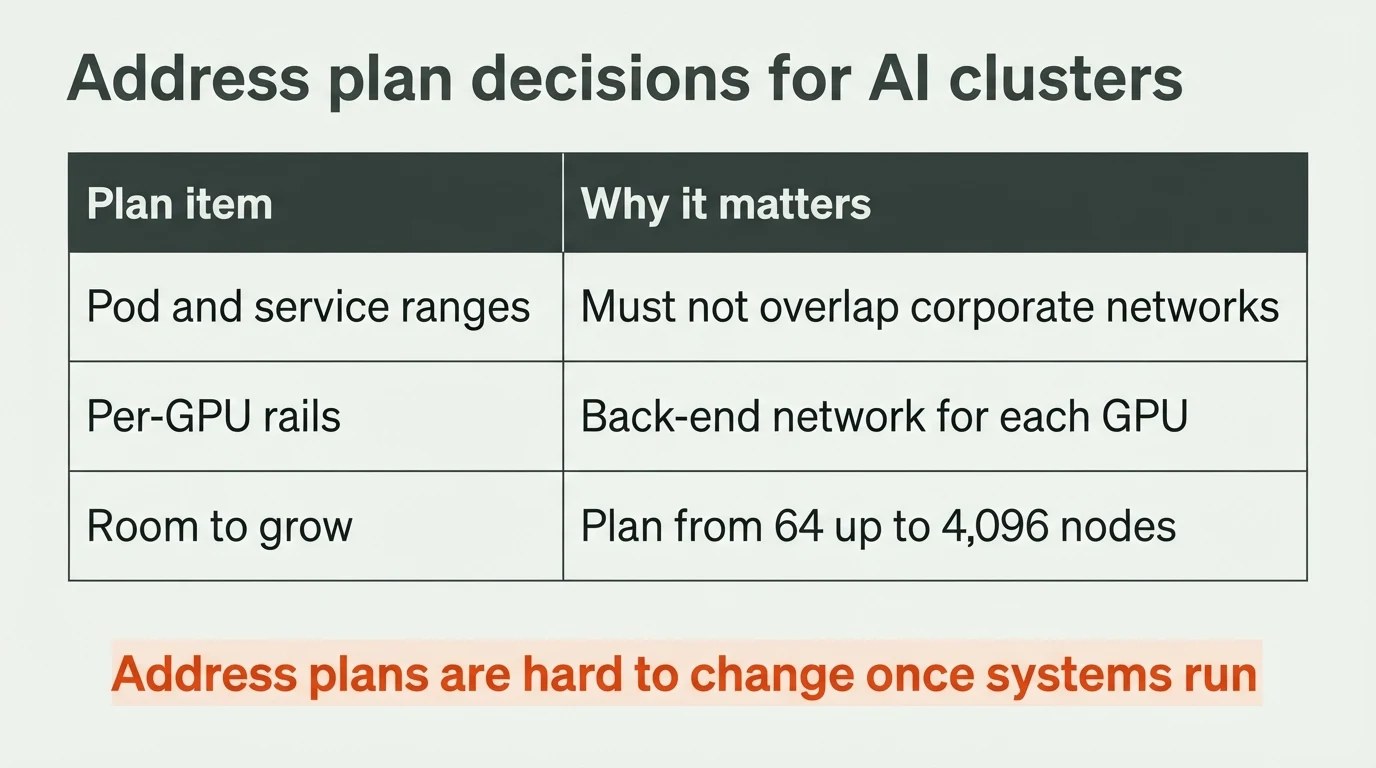 Address plan decisions for AI clusters
Plan item
Why it matters
Pod and service ranges
Must not overlap corporate networks
Per-GPU rails
Back-end network for each GPU
Room to grow
Plan from 64 up to 4,096 nodes
Address plans are hard to change once systems run